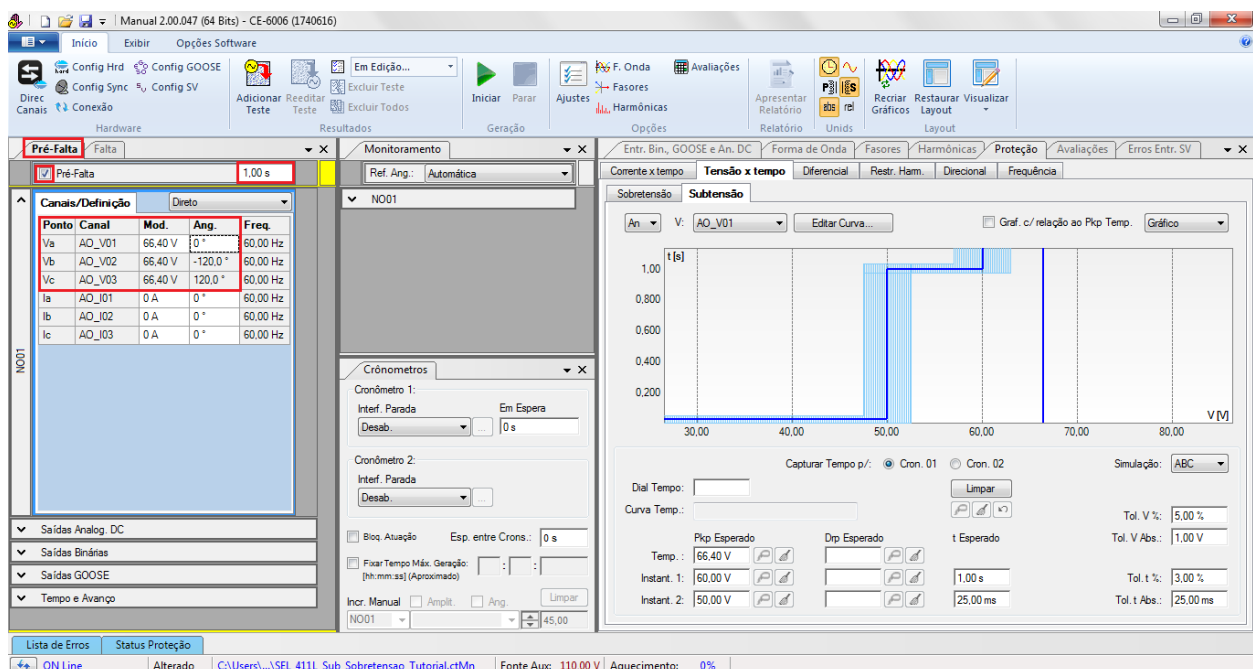 Manual 2.00.047 (64 Bits) - CE-6006 (1740616)
Início Exibir Opções Software
Direc Canais
Config Hrd Config GOOSE
Config Sync Config SV
Conexão
Hardware
Adicionar Teste
Reeditar Teste
Em Edição...
Excluir Teste
Excluir Todos
Resultados
Iniciar Parar
Geração
Ajustes
F. Onda Avaliações
Fasores
Harmônicas
Opções
Apresentar Relatório
Relatório
abs rel
Unids
Recriar Gráficos
Restaurar Layout
Visualizar
Layout
Pré-Falta Falta
Pré-Falta 1,00 s
Canais/Definição Direto
Ponto Canal Mod. Ang. Freq.
Va AO_V01 66,40 V 0 ° 60,00 Hz
Vb AO_V02 66,40 V -120,0 ° 60,00 Hz
Vc AO_V03 66,40 V 120,0 ° 60,00 Hz
Ia AO_I01 0 A 0 ° 60,00 Hz
Ib AO_I02 0 A 0 ° 60,00 Hz
Ic AO_I03 0 A 0 ° 60,00 Hz
NO01
Saídas Analog. DC
Saídas Binárias
Saídas GOOSE
Tempo e Avanço
Monitoramento
Ref. Ang.: Automática
NO01
Crônometros
Cronômetro 1:
Interf. Parada Em Espera
Desab. ... 0 s
Cronômetro 2:
Interf. Parada
Desab. ...
Bloq. Atuação Esp. entre Crons.: 0 s
Fixar Tempo Máx. Geração: : :
[hh:mm:ss] (Aproximado)
Incr. Manual Amplit. Ang. Limpar
NO01 45,00
Entr. Bin., GOOSE e An. DC Forma de Onda Fasores Harmônicas Proteção Avaliações Erros Entr. SV
Corrente x tempo Tensão x tempo Diferencial Restr. Harm. Direcional Frequência
Sobretensão Subtensão
An V: AO_V01 Editar Curva... Graf. c/ relação ao Pkp Temp. Gráfico
t [s]
1,00
0,800
0,600
0,400
0,200
V [V]
30,00 40,00 50,00 60,00 70,00 80,00
Capturar Tempo p/: Cron. 01 Cron. 02 Simulação: ABC
Dial Tempo: Limpar
Curva Temp.: Tol. V %: 5,00 %
Pkp Esperado Drp Esperado t Esperado Tol. V Abs.: 1,00 V
Temp. : 66,40 V
Instant. 1: 60,00 V 1,00 s Tol. t %: 3,00 %
Instant. 2: 50,00 V 25,00 ms Tol. t Abs.: 25,00 ms
Lista de Erros Status Proteção
ON Line Alterado C:\Users\...\SEL_411L_Sub_Sobretensao_Tutorial.ctMn Fonte Aux: 110,00 V Aquecimento: 0%